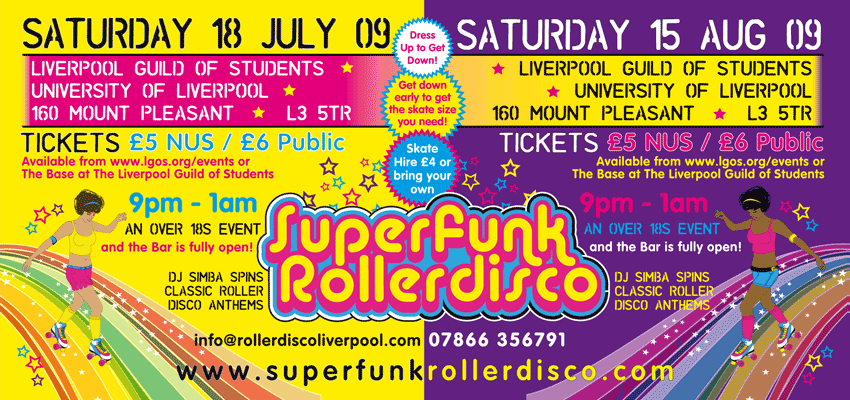 SATURDAY 18 JULY 09
LIVERPOOL GUILD OF STUDENTS
UNIVERSITY OF LIVERPOOL
160 MOUNT PLEASANT L3 5TR
TICKETS £5 NUS / £6 Public
Available from www.lgos.org/events or
The Base at The Liverpool Guild of Students
9pm - 1am
AN OVER 18S EVENT
and the Bar is fully open!
DJ SIMBA SPINS
CLASSIC ROLLER
DISCO ANTHEMS
Dress
Up to Get
Down!
Get down
early to get
the skate size
you need!
Skate
Hire £4 or
bring your
own
SATURDAY 15 AUG 09
LIVERPOOL GUILD OF STUDENTS
UNIVERSITY OF LIVERPOOL
160 MOUNT PLEASANT L3 5TR
TICKETS £5 NUS / £6 Public
Available from www.lgos.org/events or
The Base at The Liverpool Guild of Students
9pm - 1am
AN OVER 18S EVENT
and the Bar is fully open!
DJ SIMBA SPINS
CLASSIC ROLLER
DISCO ANTHEMS
Superfunk
Rollerdisco
info@rollerdiscoliverpool.com 07866 356791
www.superfunkrollerdisco.com